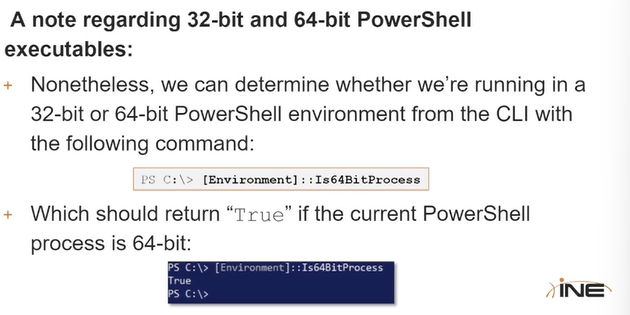 A note regarding 32-bit and 64-bit PowerShell
executables:
+ Nonetheless, we can determine whether we're running in a
32-bit or 64-bit PowerShell environment from the CLI with
the following command:
PS C:\> [Environment]::Is64BitProcess
+ Which should return “True” if the current PowerShell
process is 64-bit:
PS C:\> [Environment]::Is64BitProcess
True
PS C:\>
INE